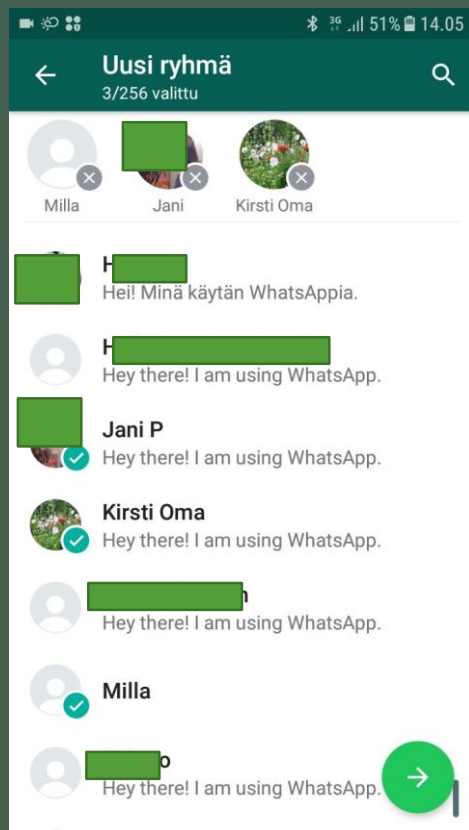 3G 51% 14.05
Uusi ryhmä
3/256 valittu
Milla Jani Kirsti Oma
Hei! Minä käytän WhatsAppia.
Hey there! I am using WhatsApp.
Jani P
Hey there! I am using WhatsApp.
Kirsti Oma
Hey there! I am using WhatsApp.
Hey there! I am using WhatsApp.
Milla
Hey there! I am using WhatsApp.